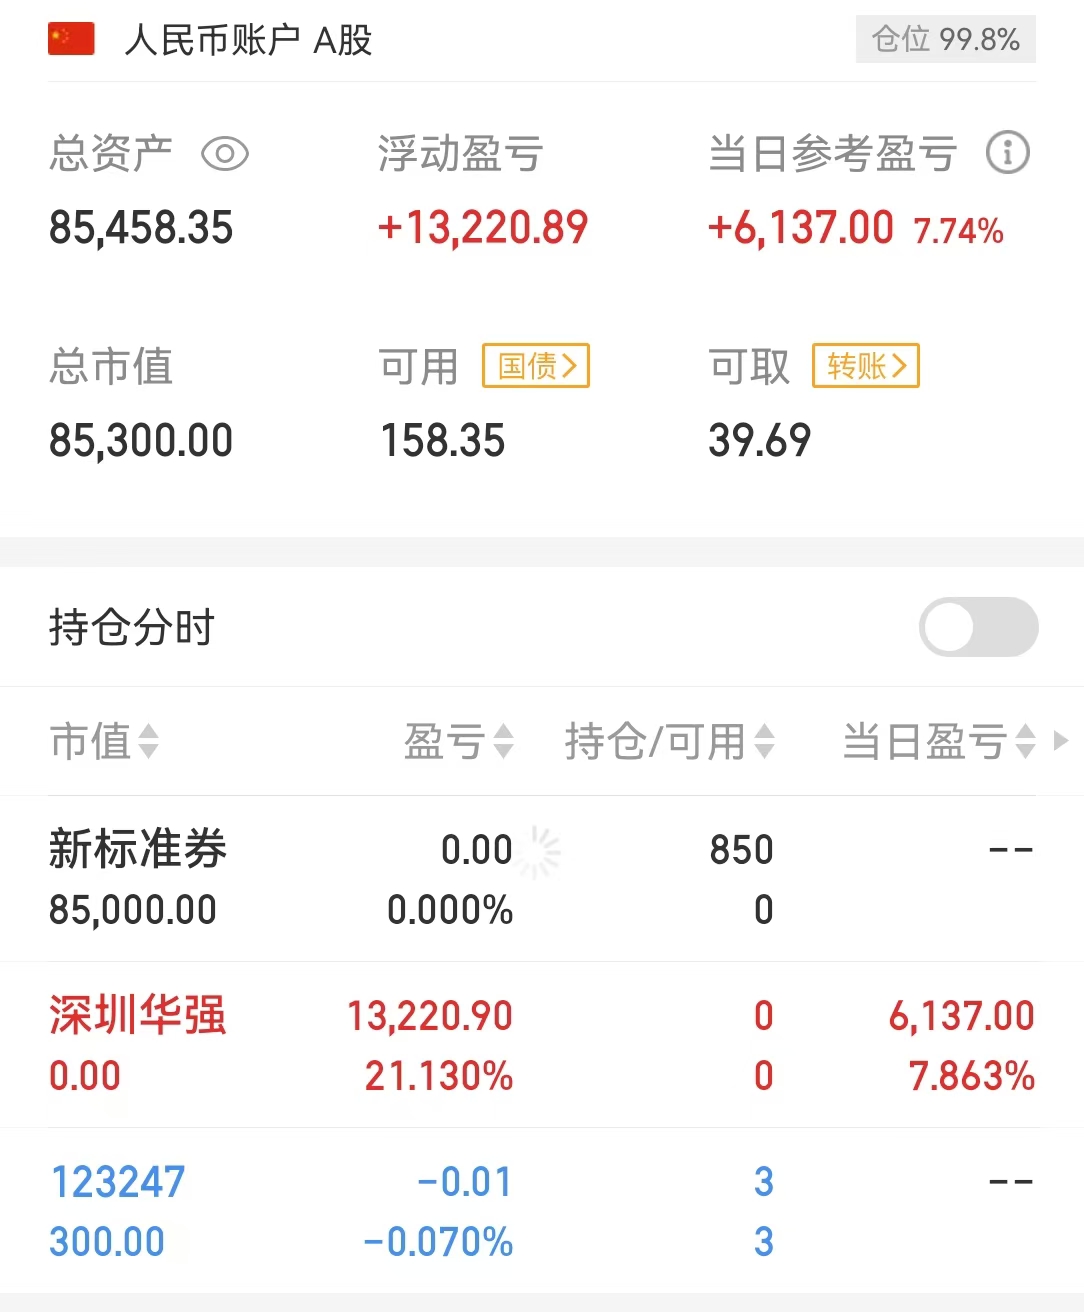 人民币账户 A股 仓位 99.8%
总资产 浮动盈亏 当日参考盈亏
85,458.35 +13,220.89 +6,137.00 7.74%
总市值 可用 国债 可取 转账
85,300.00 158.35 39.69
持仓分时
市值 盈亏 持仓/可用 当日盈亏
新标准券 0.00 850 --
85,000.00 0.000% 0
深圳华强 13,220.90 0 6,137.00
0.00 21.130% 0 7.863%
123247 -0.01 3 --
300.00 -0.070% 3